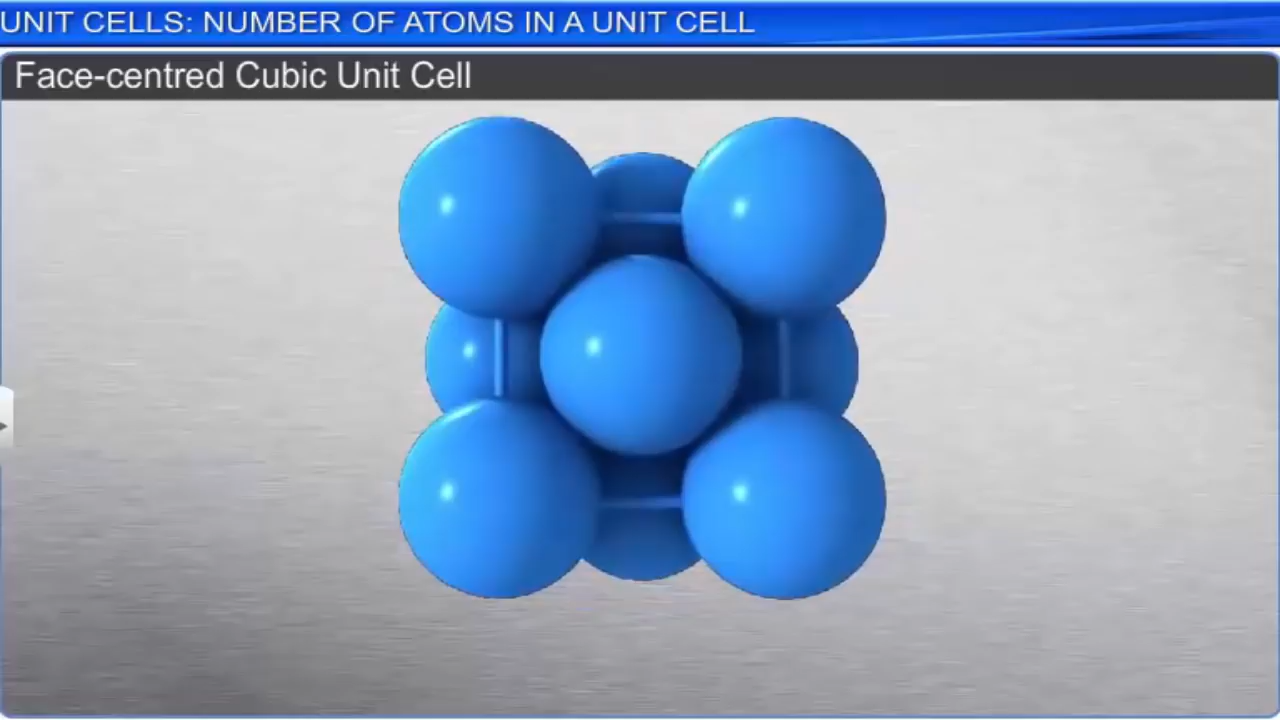 UNIT CELLS: NUMBER OF ATOMS IN A UNIT CELL
Face-centred Cubic Unit Cell